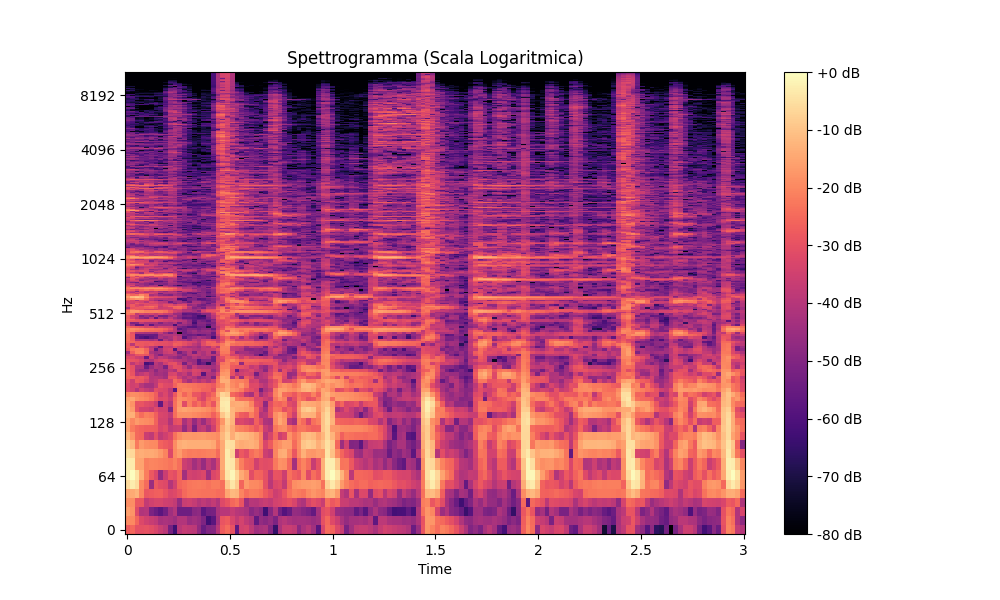 Spettrogramma (Scala Logaritmica)
8192
4096
2048
1024
512
256
128
64
0
Hz
0
0.5
1
1.5
2
2.5
3
Time
+0 dB
-10 dB
-20 dB
-30 dB
-40 dB
-50 dB
-60 dB
-70 dB
-80 dB